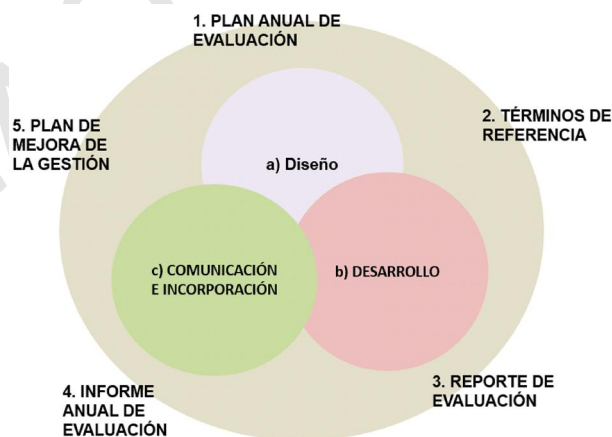 1. PLAN ANUAL DE
EVALUACIÓN
2. TÉRMINOS DE
REFERENCIA
5. PLAN DE
MEJORA DE
LA GESTIÓN
a) Diseño
c) COMUNICACIÓN
E INCORPORACIÓN
b) DESARROLLO
3. REPORTE DE
EVALUACIÓN
4. INFORME
ANUAL DE
EVALUACIÓN